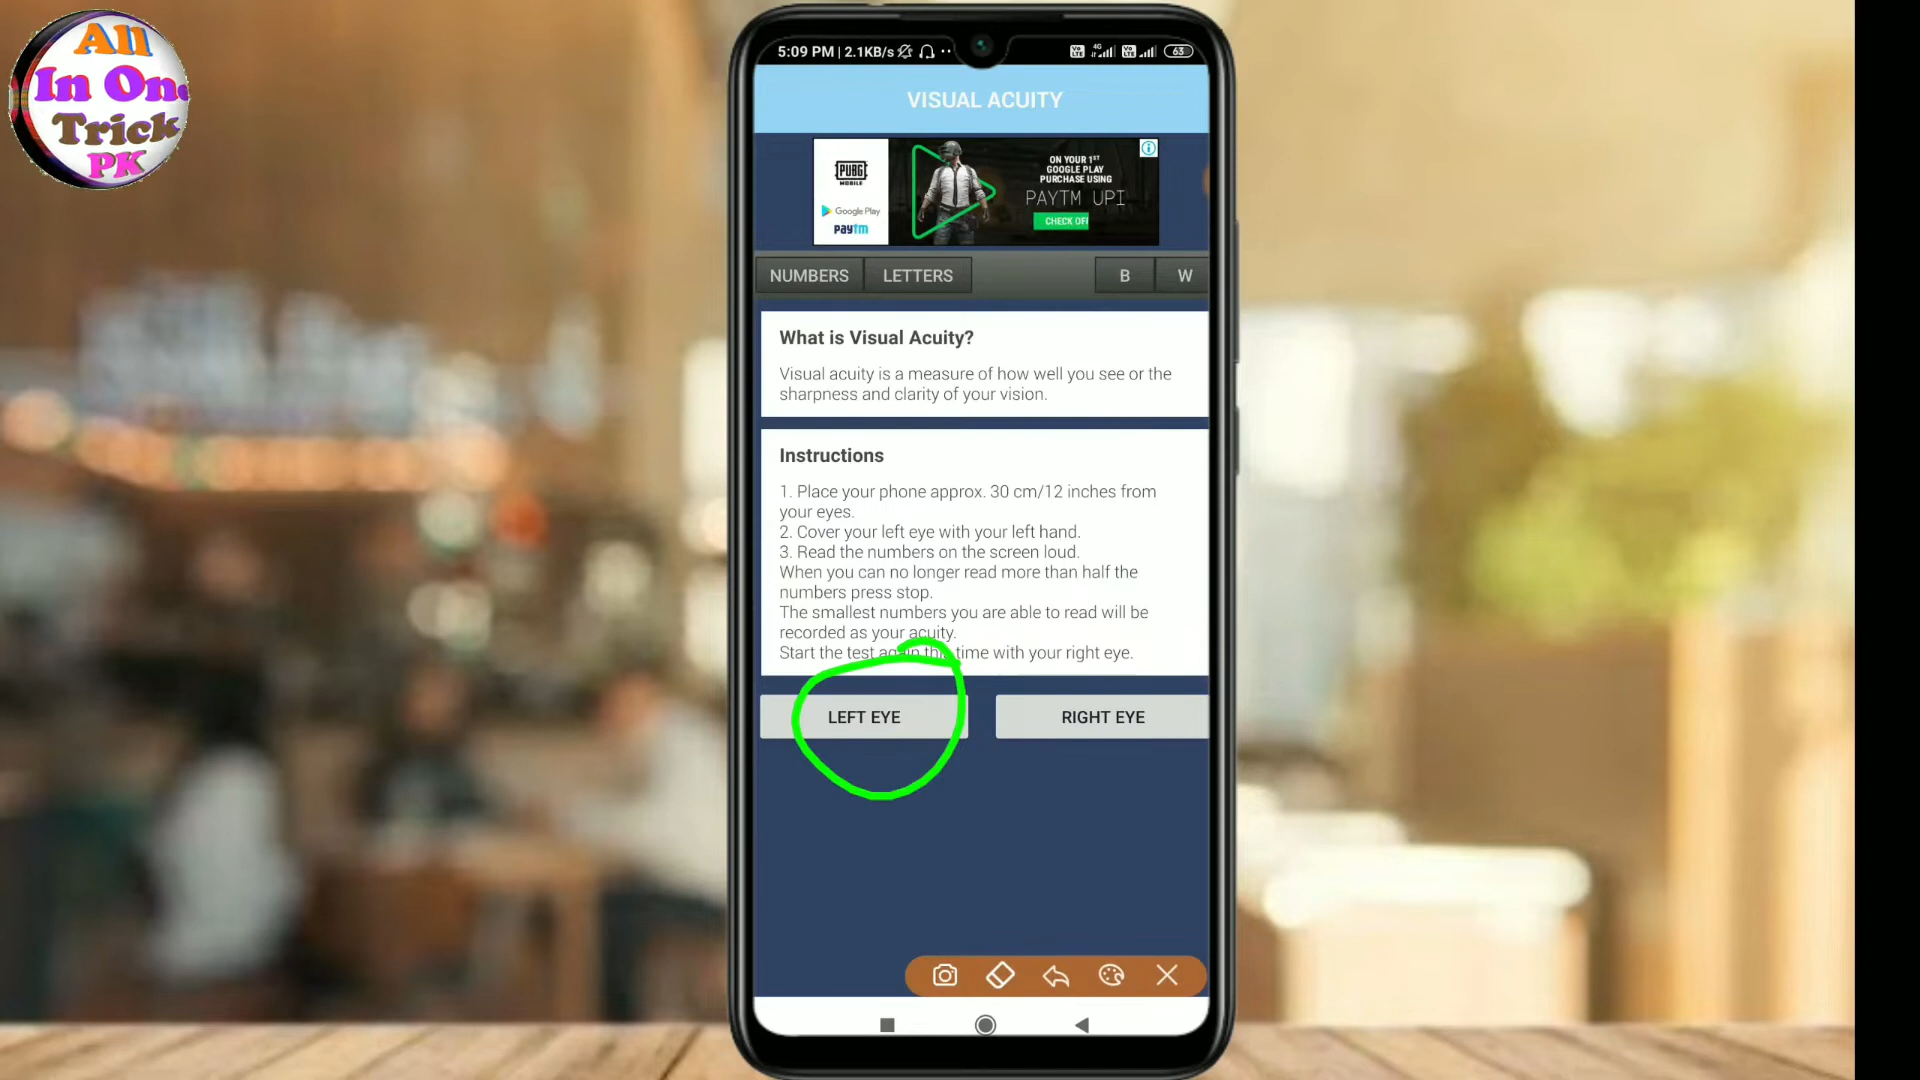 All
In One
Trick
PK
5:09 PM | 2.1KB/s
4G
63
VISUAL ACUITY
PUBG
MOBILE
Google Play
paytm
ON YOUR 1ST
GOOGLE PLAY
PURCHASE USING
PAYTM UPI
CHECK OFF
NUMBERS
LETTERS
B
W
What is Visual Acuity?
Visual acuity is a measure of how well you see or the
sharpness and clarity of your vision.
Instructions
1. Place your phone approx. 30 cm/12 inches from
your eyes.
2. Cover your left eye with your left hand.
3. Read the numbers on the screen loud.
When you can no longer read more than half the
numbers press stop.
The smallest numbers you are able to read will be
recorded as your acuity.
Start the test again this time with your right eye.
LEFT EYE
RIGHT EYE